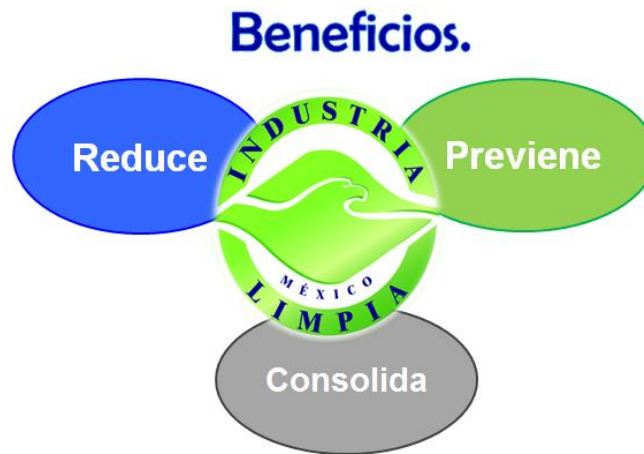 Beneficios.
Reduce
Previene
INDUSTRIA
MÉXICO
LIMPIA
Consolida